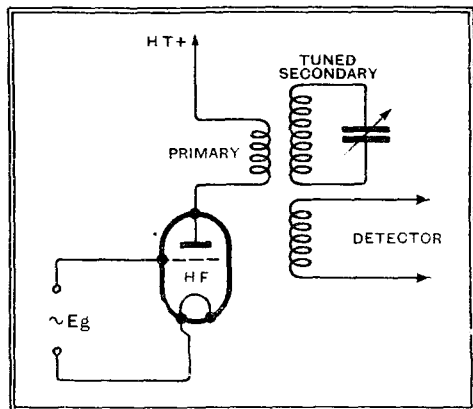 HT+
TUNED
SECONDARY
PRIMARY
DETECTOR
HF
~Eg